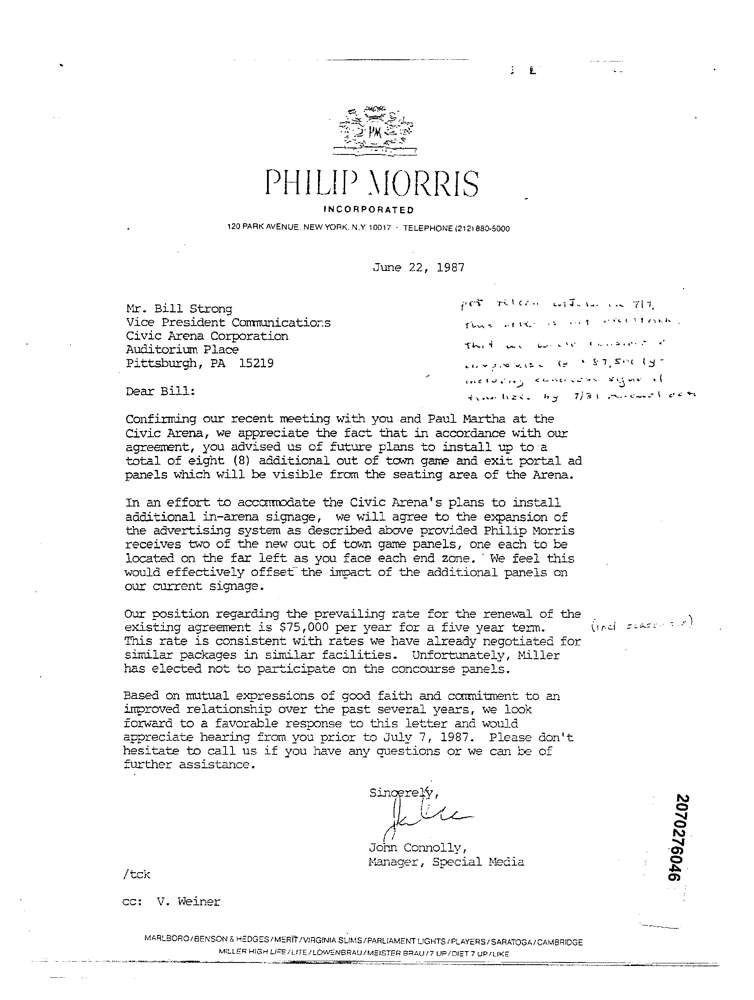 PM
PHILIP MORRIS
INCORPORATED
120 PARK AVENUE, NEW YORK, N.Y. 10017 · TELEPHONE (212) 880-5000
June 22, 1987
Mr. Bill Strong
Vice President Communications
Civic Arena Corporation
Auditorium Place
Pittsburgh, PA 15219
Dear Bill:
7/7,
by 7/31
Confirming our recent meeting with you and Paul Martha at the
Civic Arena, we appreciate the fact that in accordance with our
agreement, you advised us of future plans to install up to a
total of eight (8) additional out of town game and exit portal ad
panels which will be visible from the seating area of the Arena.
In an effort to accommodate the Civic Arena's plans to install
additional in-arena signage, we will agree to the expansion of
the advertising system as described above provided Philip Morris
receives two of the new out of town game panels, one each to be
located on the far left as you face each end zone. We feel this
would effectively offset the impact of the additional panels on
our current signage.
Our position regarding the prevailing rate for the renewal of the
existing agreement is $75,000 per year for a five year term.
This rate is consistent with rates we have already negotiated for
similar packages in similar facilities. Unfortunately, Miller
has elected not to participate on the concourse panels.
(incl
Based on mutual expressions of good faith and commitment to an
improved relationship over the past several years, we look
forward to a favorable response to this letter and would
appreciate hearing from you prior to July 7, 1987. Please don't
hesitate to call us if you have any questions or we can be of
further assistance.
Sincerely,
John Connolly,
Manager, Special Media
/tck
cc: V. Weiner
2070276046
MARLBORO/BENSON & HEDGES/MERIT/VIRGINIA SLIMS/PARLIAMENT LIGHTS/PLAYERS/SARATOGA/CAMBRIDGE
MILLER HIGH LIFE/LITE/LOWENBRAU/MEISTER BRAU/7 UP/DIET 7 UP/LIKE